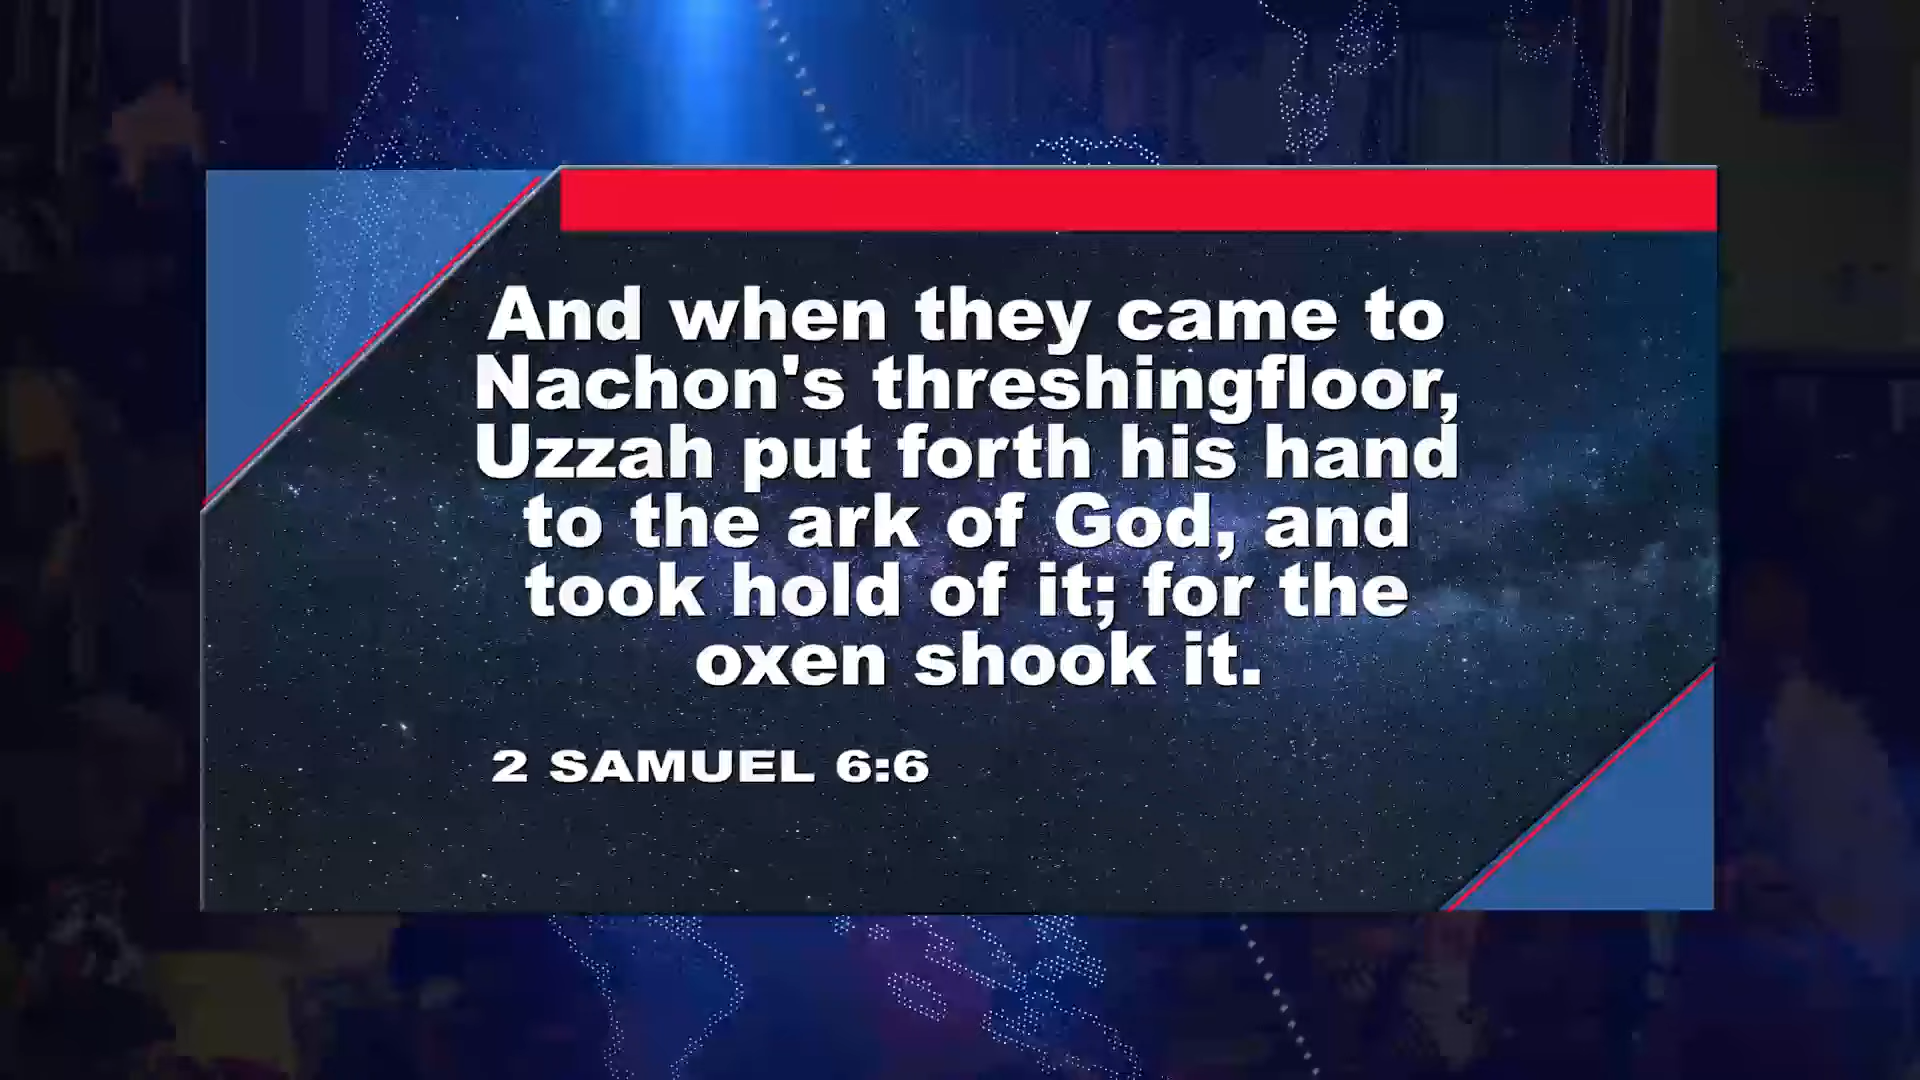 And when they came to
Nachon's threshingfloor,
Uzzah put forth his hand
to the ark of God, and
took hold of it; for the
oxen shook it.
2 SAMUEL 6:6